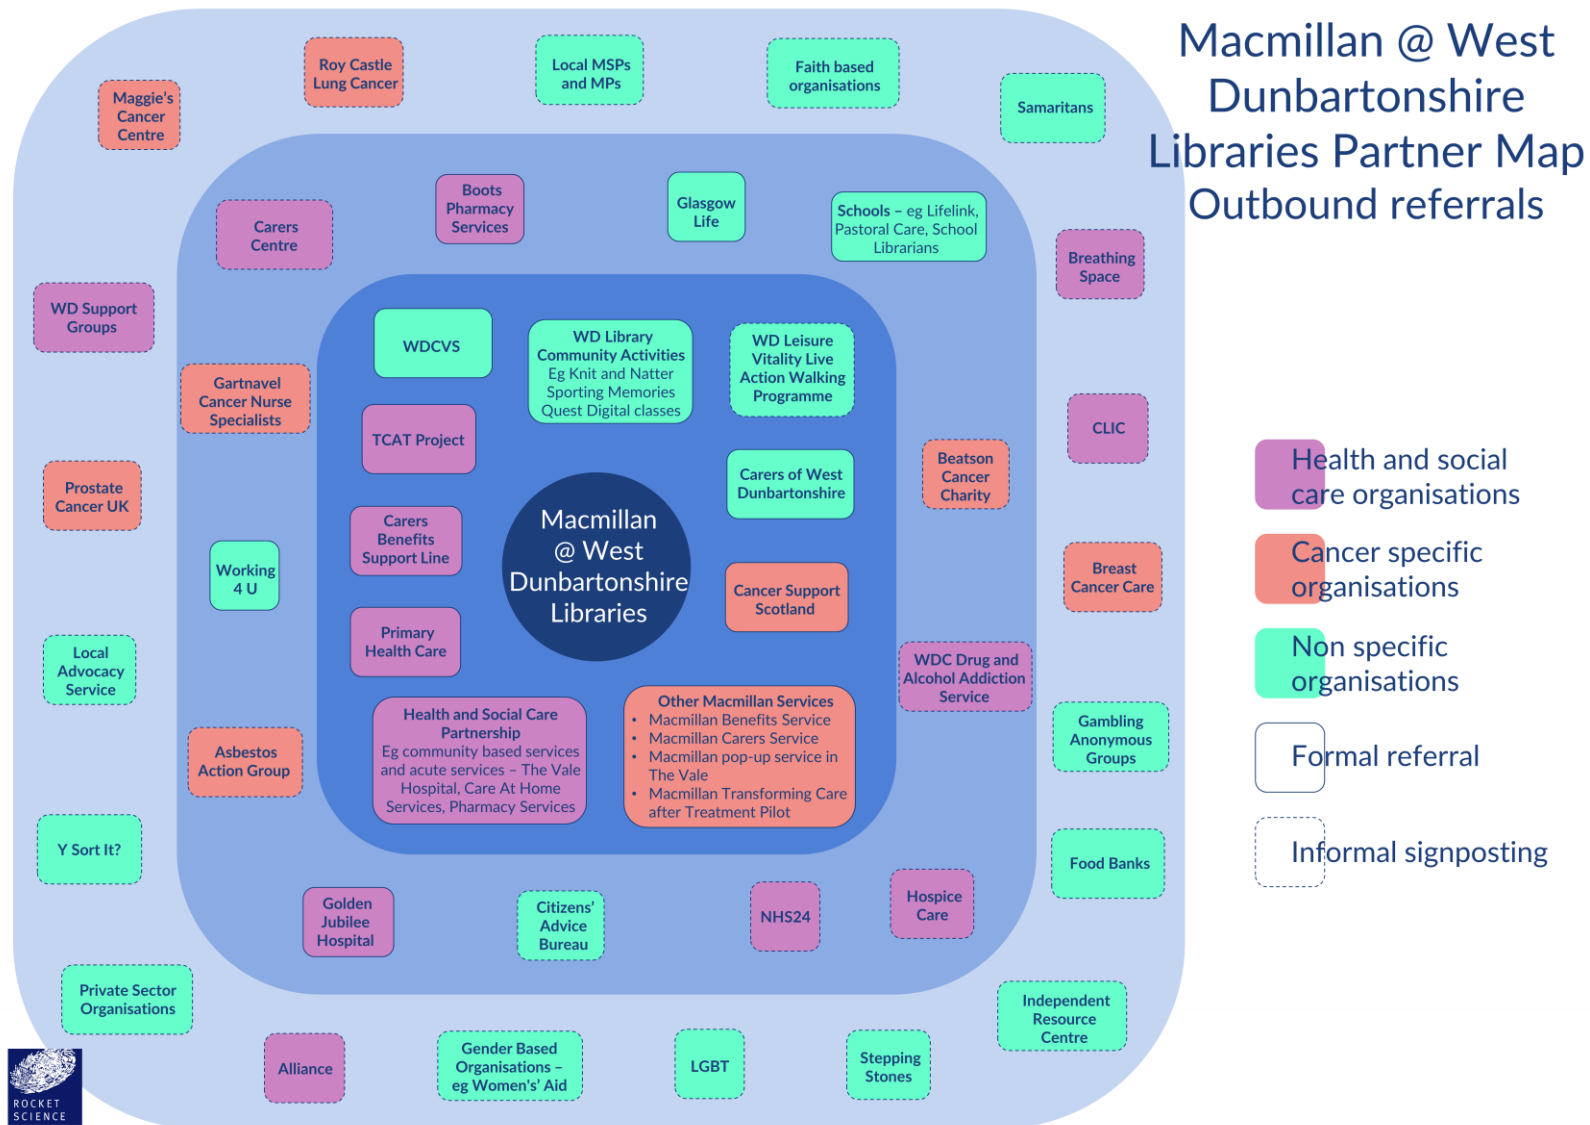 Macmillan @ West
Dunbartonshire
Libraries Partner Map
Outbound referrals
Roy Castle
Lung Cancer
Local MSPs
and MPs
Faith based
organisations
Samaritans
Maggie's
Cancer
Centre
Boots
Pharmacy
Services
Glasgow
Life
Schools – eg Lifelink,
Pastoral Care, School
Librarians
Carers
Centre
Breathing
Space
WD Support
Groups
WDCVS
WD Library
Community Activities
Eg Knit and Natter
Sporting Memories
Quest Digital classes
WD Leisure
Vitality Live
Action Walking
Programme
Gartnavel
Cancer Nurse
Specialists
TCAT Project
CLIC
Prostate
Cancer UK
Carers of West
Dunbartonshire
Beatson
Cancer
Charity
Carers
Benefits
Support Line
Macmillan
@ West
Dunbartonshire
Libraries
Working
4 U
Cancer Support
Scotland
Breast
Cancer Care
Primary
Health Care
Local
Advocacy
Service
WDC Drug and
Alcohol Addiction
Service
Health and Social Care
Partnership
Eg community based services
and acute services – The Vale
Hospital, Care At Home
Services, Pharmacy Services
Other Macmillan Services
• Macmillan Benefits Service
• Macmillan Carers Service
• Macmillan pop-up service in
The Vale
• Macmillan Transforming Care
after Treatment Pilot
Gambling
Anonymous
Groups
Asbestos
Action Group
Y Sort It?
Food Banks
Golden
Jubilee
Hospital
Citizens'
Advice
Bureau
NHS24
Hospice
Care
Private Sector
Organisations
Independent
Resource
Centre
Alliance
Gender Based
Organisations –
eg Women's' Aid
LGBT
Stepping
Stones
Health and social
care organisations
Cancer specific
organisations
Non specific
organisations
Formal referral
Informal signposting
ROCKET
SCIENCE